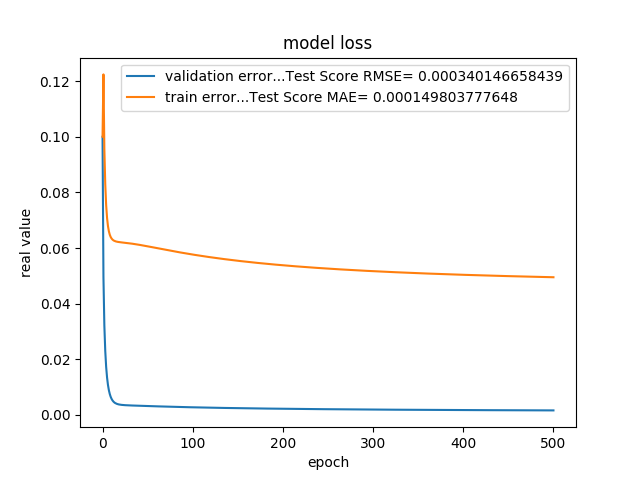 model loss
validation error...Test Score RMSE= 0.000340146658439
train error...Test Score MAE= 0.000149803777648
real value
0.12
0.10
0.08
0.06
0.04
0.02
0.00
0 100 200 300 400 500
epoch